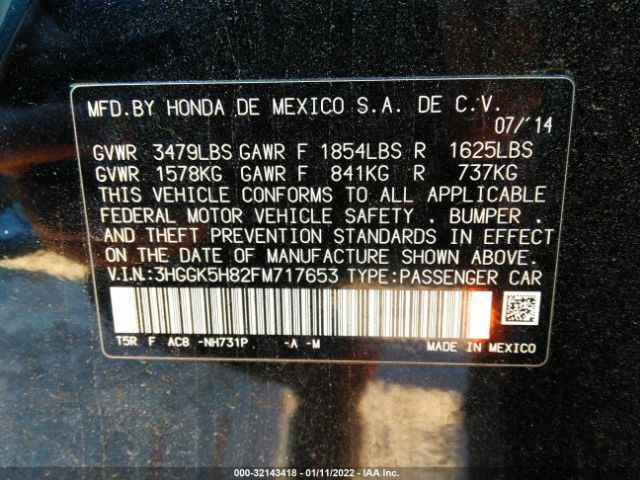 MFD.BY HONDA DE MEXICO S.A. DE C.V.
07/´14
GVWR 3479LBS GAWR F 1854LBS R 1625LBS
GVWR 1578KG GAWR F 841KG R 737KG
THIS VEHICLE CONFORMS TO ALL APPLICABLE
FEDERAL MOTOR VEHICLE SAFETY . BUMPER .
AND THEFT PREVENTION STANDARDS IN EFFECT
ON THE DATE OF MANUFACTURE SHOWN ABOVE.
V.I.N.:3HGGK5H82FM717653 TYPE:PASSENGER CAR
T5R F AC8 -NH731P -A -M MADE IN MEXICO
000-32143418 - 01/11/2022 - IAA Inc.